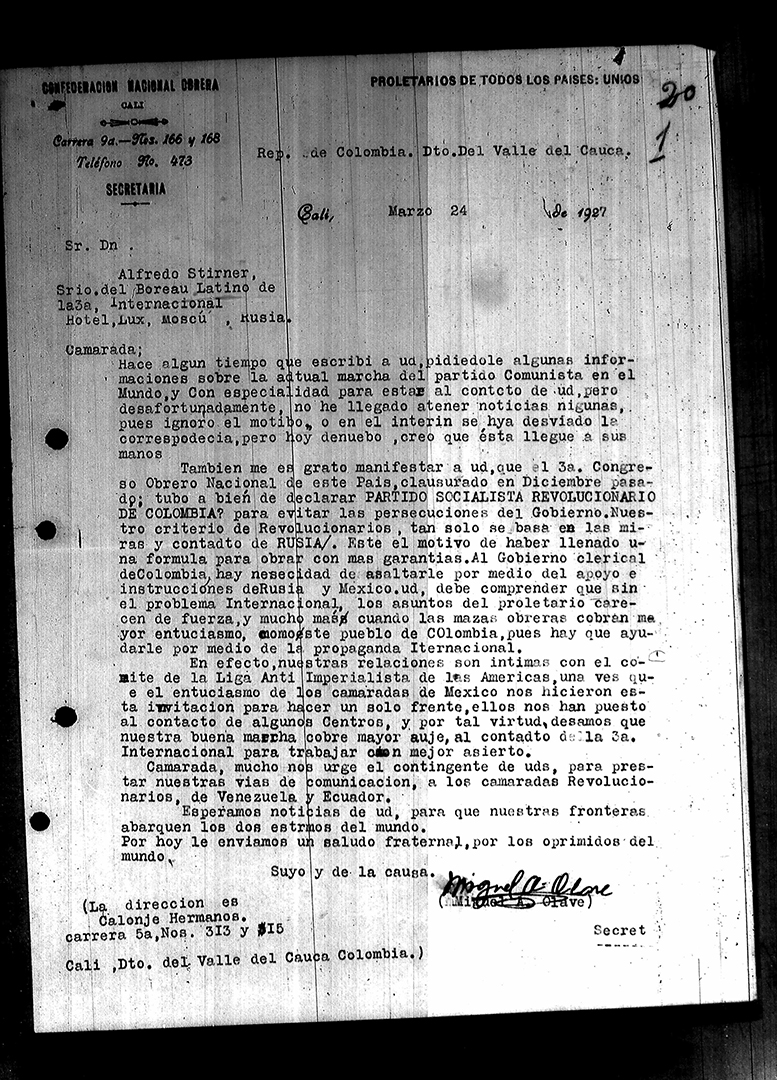 CONFEDERACION NACIONAL OBRERA
CALI
Carrera 9a.—Nos. 166 y 168
Teléfono No. 473
SECRETARIA
PROLETARIOS DE TODOS LOS PAISES: UNIOS
20
1
Rep. de Colombia. Dto.Del Valle del Cauca.
Cali, Marzo 24 de 1927
Sr. Dn .
Alfredo Stirner,
Srio.del Boreau Latino de
la3a, Internacional
Hotel,Lux, Moscú , Rusia.
Camarada;
Hace algun tiempo que escribi a ud,pidiedole algunas infor-
maciones sobre la actual marcha del partido Comunista en el
Mundo,y Con especialidad para estar al contcto de ud,pero
desafortunadamente, no he llegado atener noticias nigunas,
pues ignoro el motibo, o en el interin se hya desviado la
correspodecia,pero hoy denuebo ,creo que ésta llegue a sus
manos
Tambien me es grato manifestar a ud,que el 3a. Congre-
so Obrero Nacional de este Pais,clausufado en Diciembre pasa-
do; tubo a bien de declarar PARTIDO SOCIALISTA REVOLUCIONARIO
DE COLOMBIA? para evitar las persecuciones del Gobierno.Nues-
tro criterio de Revolucionarios, tan solo se basa en las mi-
ras y contadto de RUSIA/. Este el motivo de haber llenado u-
na formula para obrar con mas garantias.Al Gobierno clerical
deColombia, hay nesecidad de asaltarle por medio del apoyo e
instrucciones deRusia y Mexico.ud, debe comprender que sin
el problema Internacional, los asuntos del proletario care-
cen de fuerza,y mucho mas cuando las mazas obreras cobran ma
yor entuciasmo, comoeste pueblo de COlombia,pues hay que ayu-
darle por medio de la propaganda Iternacional.
En efecto,nuestras relaciones son intimas con el co-
mite de la Liga Anti Imperialista de las Americas,una ves qu-
e el entuciasmo de los camaradas de Mexico nos hicieron es-
ta invitacion para hacer un solo frente,ellos nos han puesto
al contacto de algunos Centros, y por tal virtud,desamos que
nuestra buena marcha cobre mayor auje,al contadto de la 3a.
Internacional para trabajar con mejor asierto.
Camarada, mucho nos urge el contingente de uds, para pres-
tar nuestras vias de comunicacion, a los camaradas Revolucio-
narios, de Venezuela y Ecuador.
Esperamos noticias de ud, para que nuestras fronteras
abarquen los dos estrmos del mundo.
Por hoy le enviamos un saludo fraternal,por los oprimidos del
mundo,
Suyo y de la causa.
Miguel A. Olave
(Miguel A. Olave)
Secret
(La direccion es
Calonje Hermanos.
carrera 5a,Nos. 3I3 y $I5
Cali ,Dto. del Valle del Cauca Colombia.)